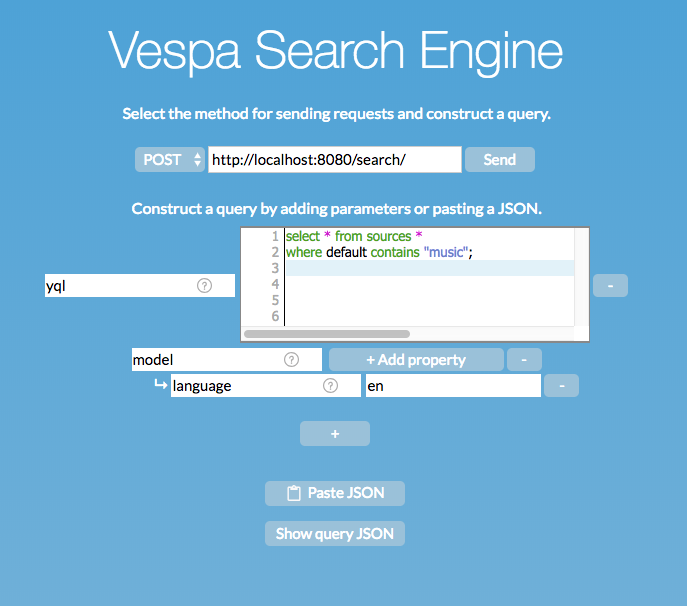 Vespa Search Engine
Select the method for sending requests and construct a query.
POST http://localhost:8080/search/ Send
Construct a query by adding parameters or pasting a JSON.
1 select * from sources *
2 where default contains "music";
3
4
yql ? -
5
6
model ? + Add property -
language ? en -
+
Paste JSON
Show query JSON